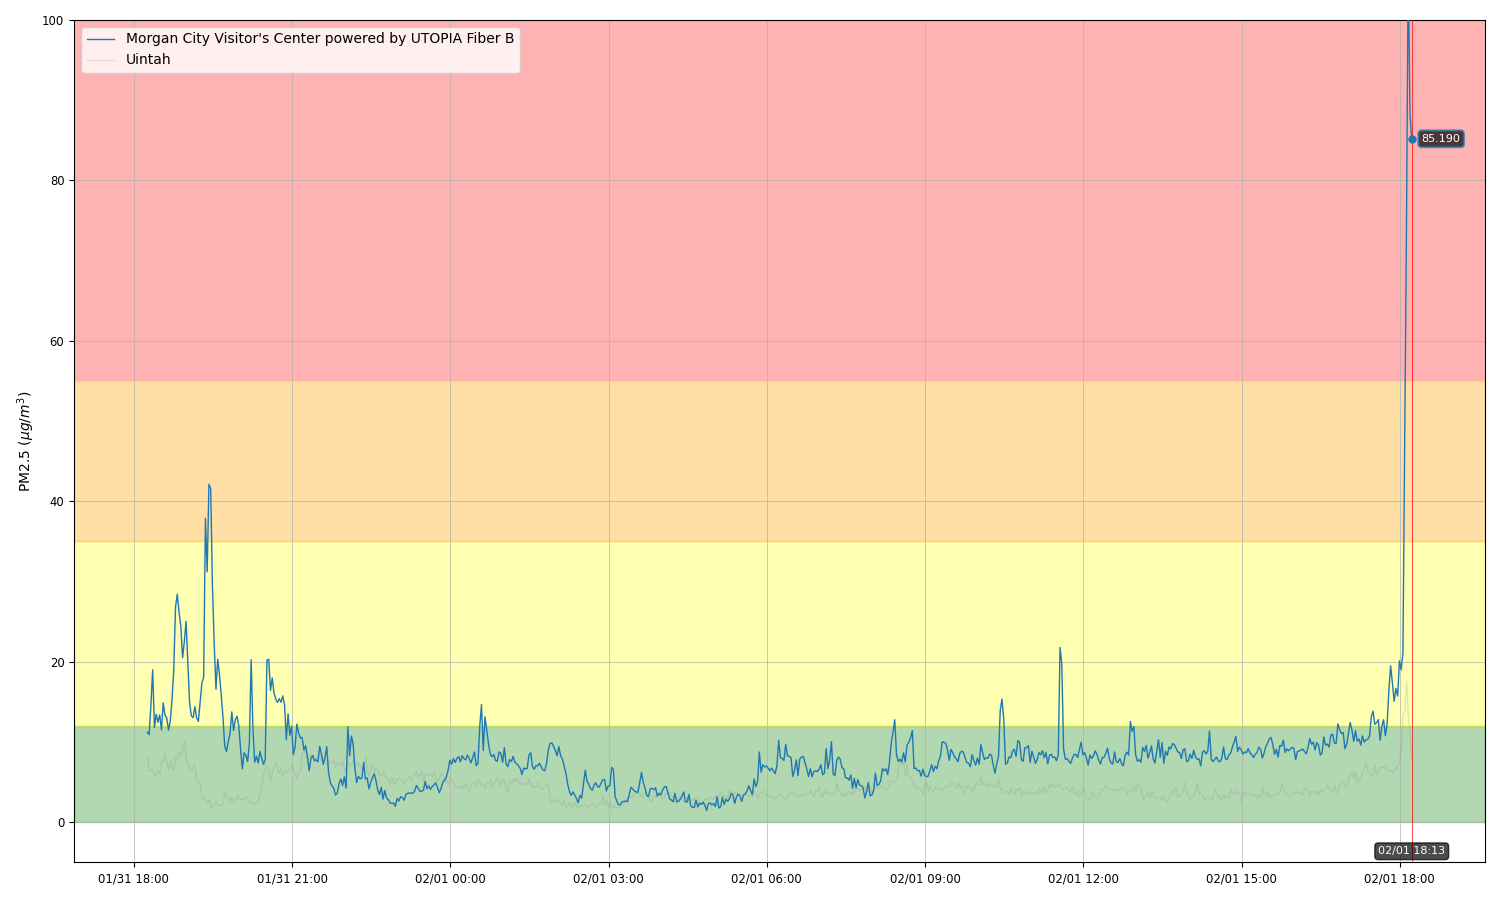 100
Morgan City Visitor's Center powered by UTOPIA Fiber B
Uintah
85.190
80
60
PM2.5 (μg/m³)
40
20
0
02/01 18:13
01/31 18:00 01/31 21:00 02/01 00:00 02/01 03:00 02/01 06:00 02/01 09:00 02/01 12:00 02/01 15:00 02/01 18:00